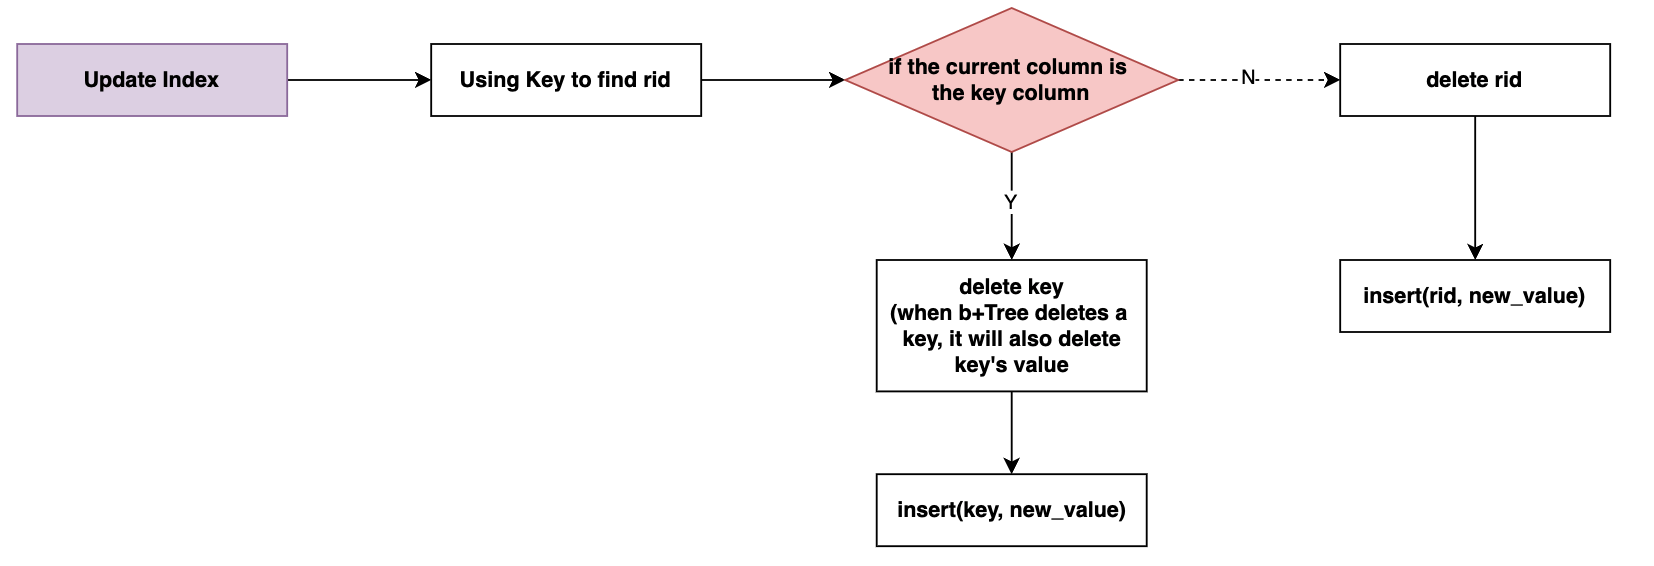 Update Index
Using Key to find rid
if the current column is
the key column
N
delete rid
Y
delete key
(when b+Tree deletes a
key, it will also delete
key's value
insert(rid, new_value)
insert(key, new_value)